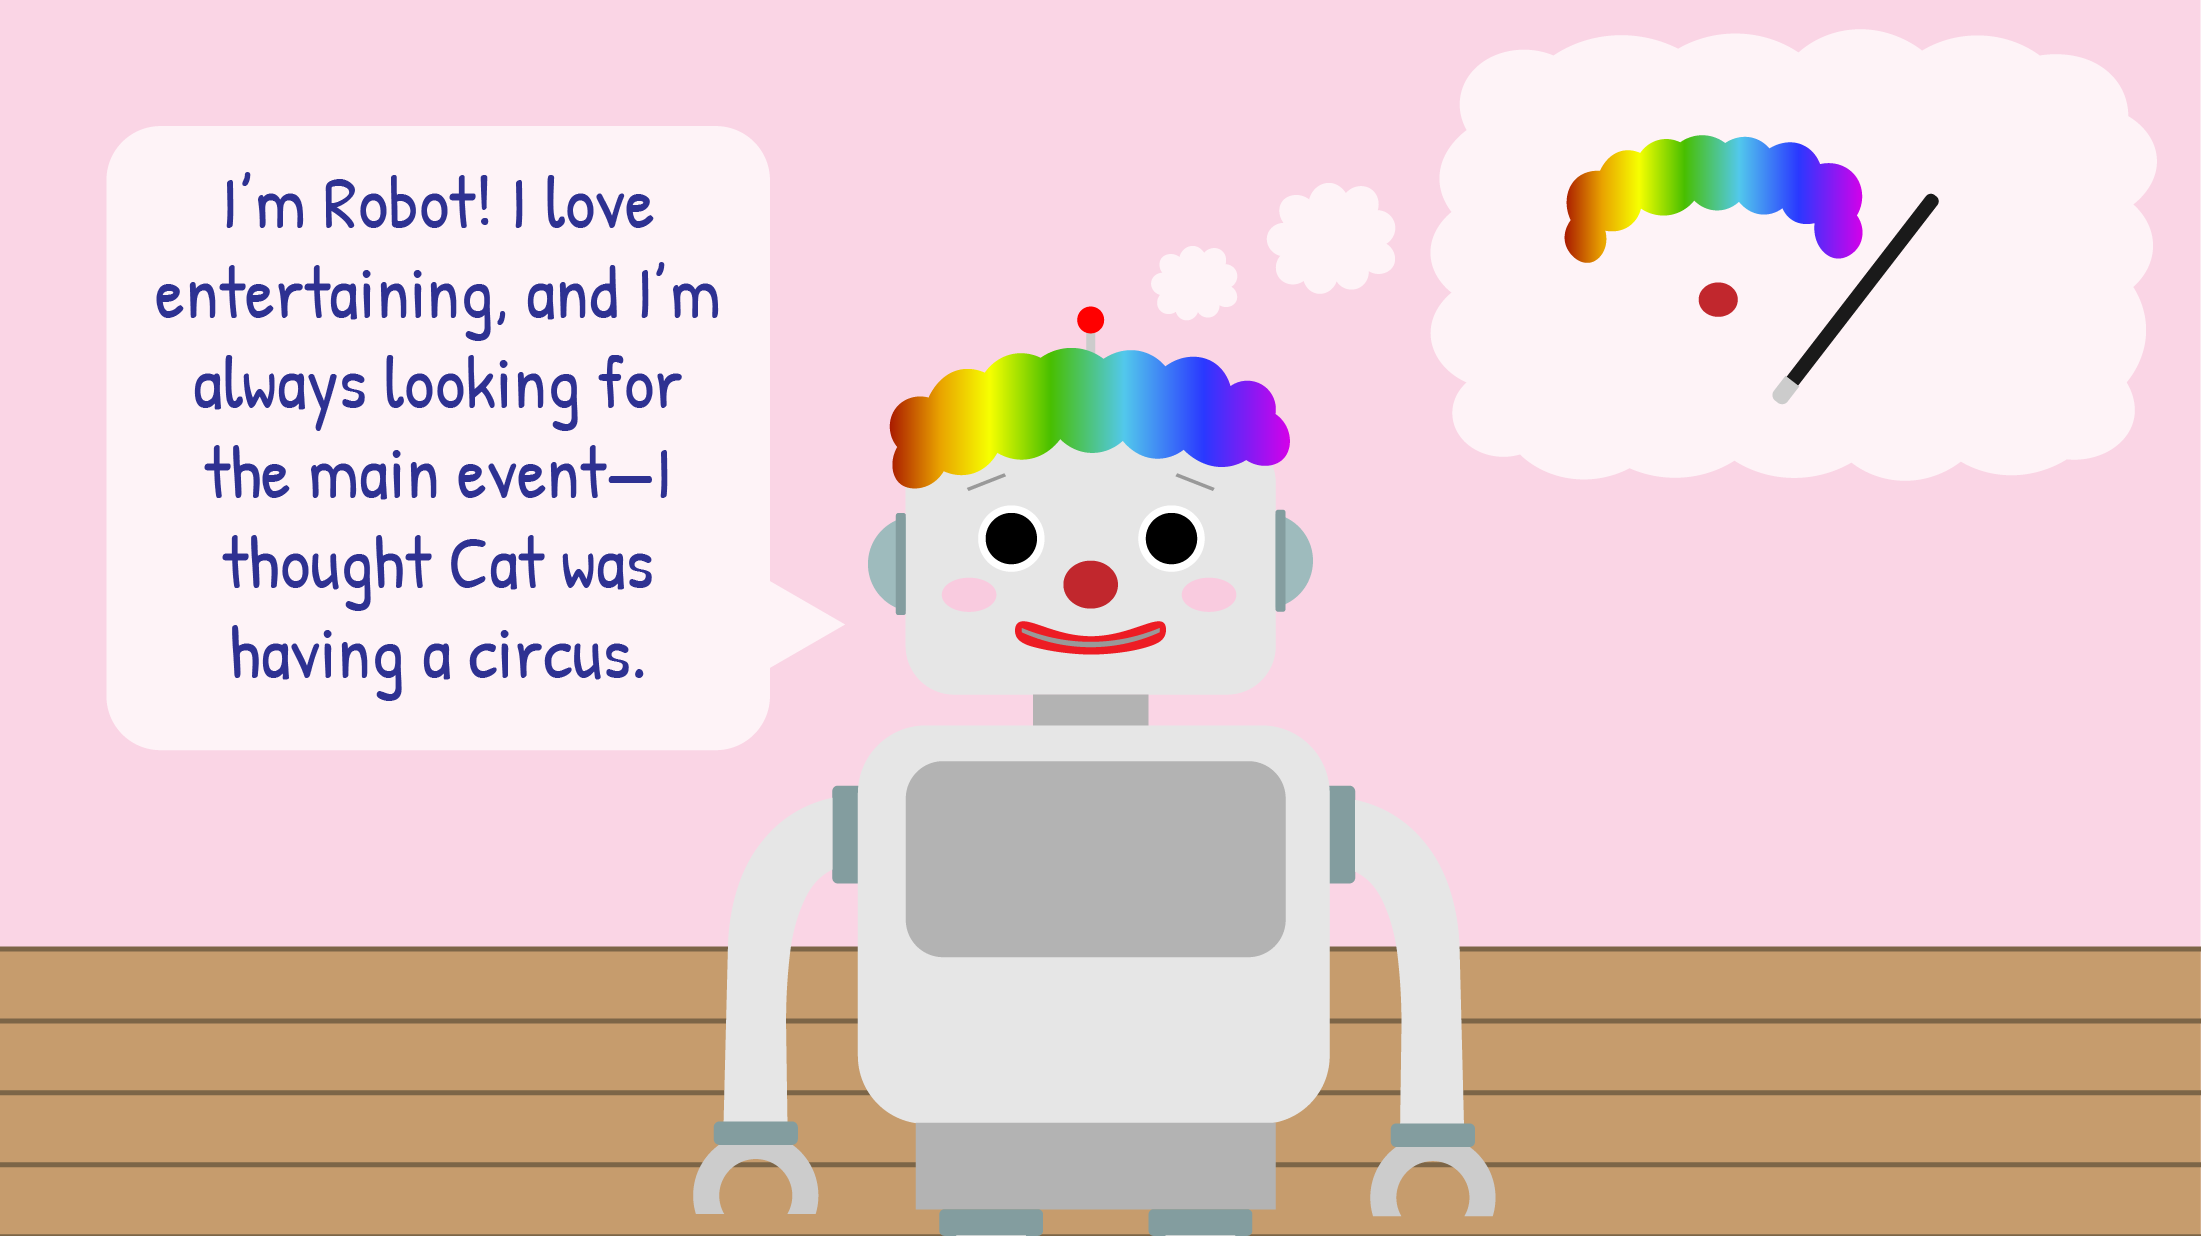 I'm Robot! I love
entertaining, and I'm
always looking for
the main event—I
thought Cat was
having a circus.